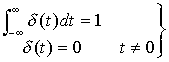 ∫_{-∞}^{∞} δ(t)dt = 1
δ(t) = 0  t ≠ 0 }